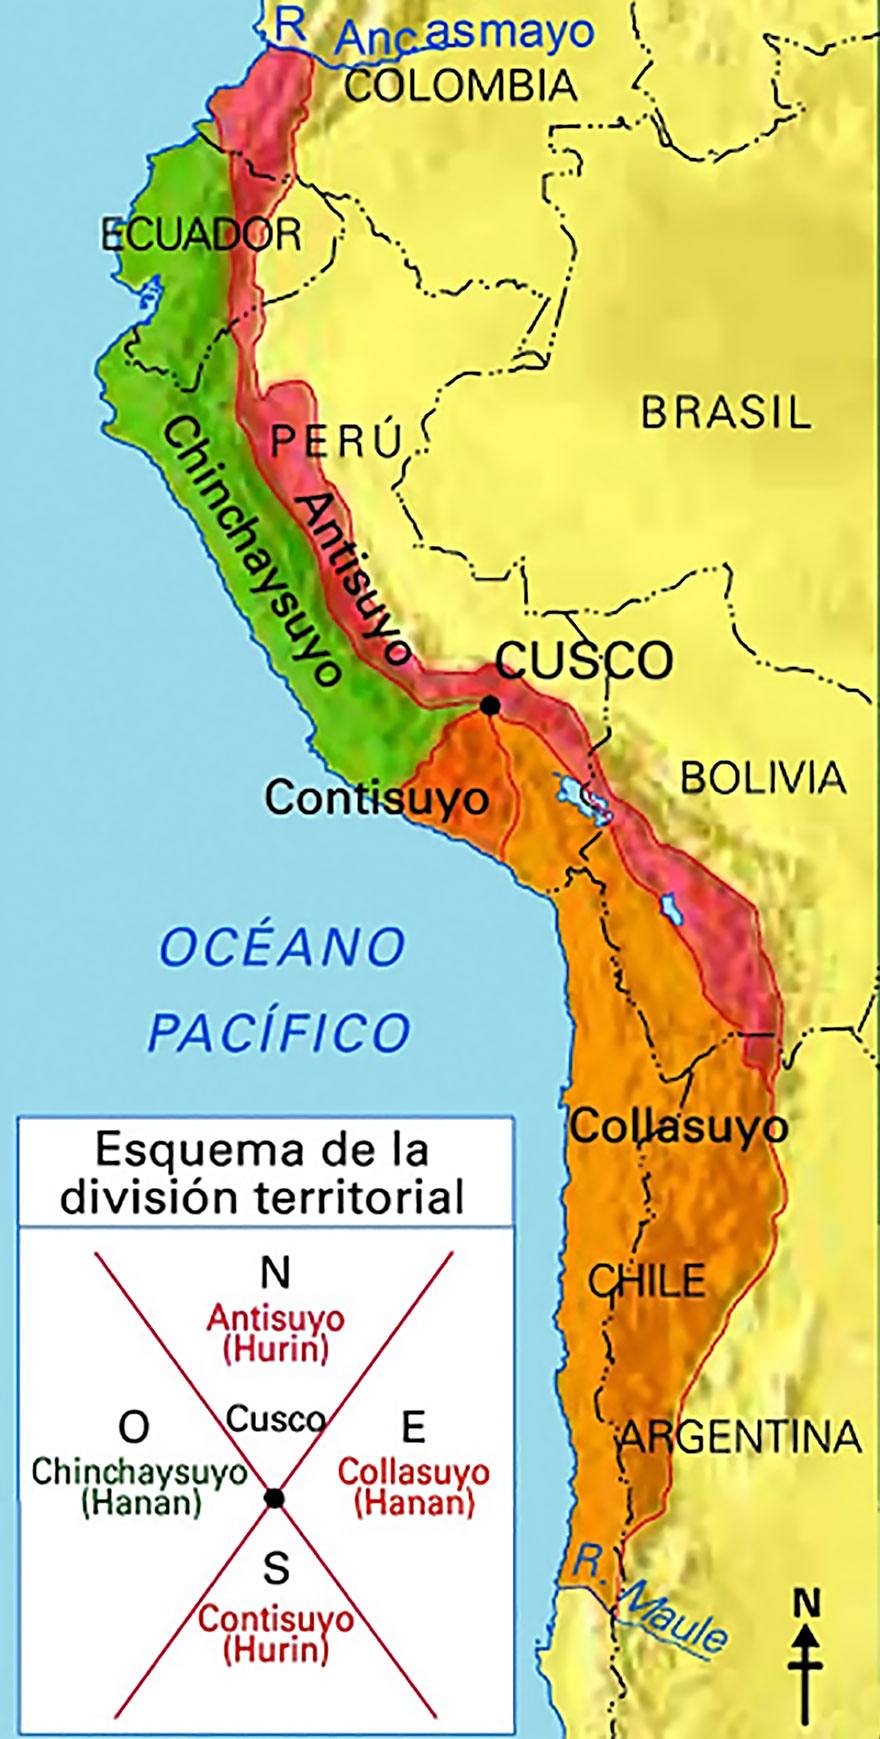 R Ancasmayo
COLOMBIA
ECUADOR
BRASIL
PERÚ
Chinchaysuyo
Antisuyo
CUSCO
BOLIVIA
Contisuyo
OCÉANO
PACÍFICO
Collasuyo
CHILE
ARGENTINA
R. Maule
N
Esquema de la
división territorial
N
Antisuyo
(Hurin)
Cusco
O
Chinchaysuyo
(Hanan)
E
Collasuyo
(Hanan)
S
Contisuyo
(Hurin)